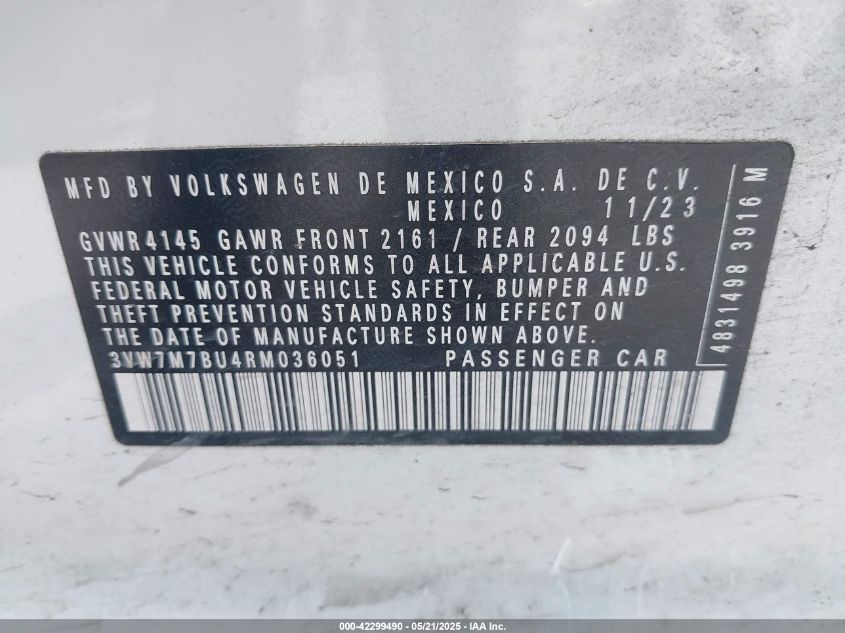 MFD BY VOLKSWAGEN DE MEXICO S.A. DE C.V.
MEXICO 11/23
GVWR 4145 GAWR FRONT 2161 / REAR 2094 LBS
THIS VEHICLE CONFORMS TO ALL APPLICABLE U.S.
FEDERAL MOTOR VEHICLE SAFETY, BUMPER AND
THEFT PREVENTION STANDARDS IN EFFECT ON
THE DATE OF MANUFACTURE SHOWN ABOVE.
3VW7M7BU4RM036051 PASSENGER CAR
4831498 3916 M
000-42299490 - 05/21/2025 - IAA Inc.